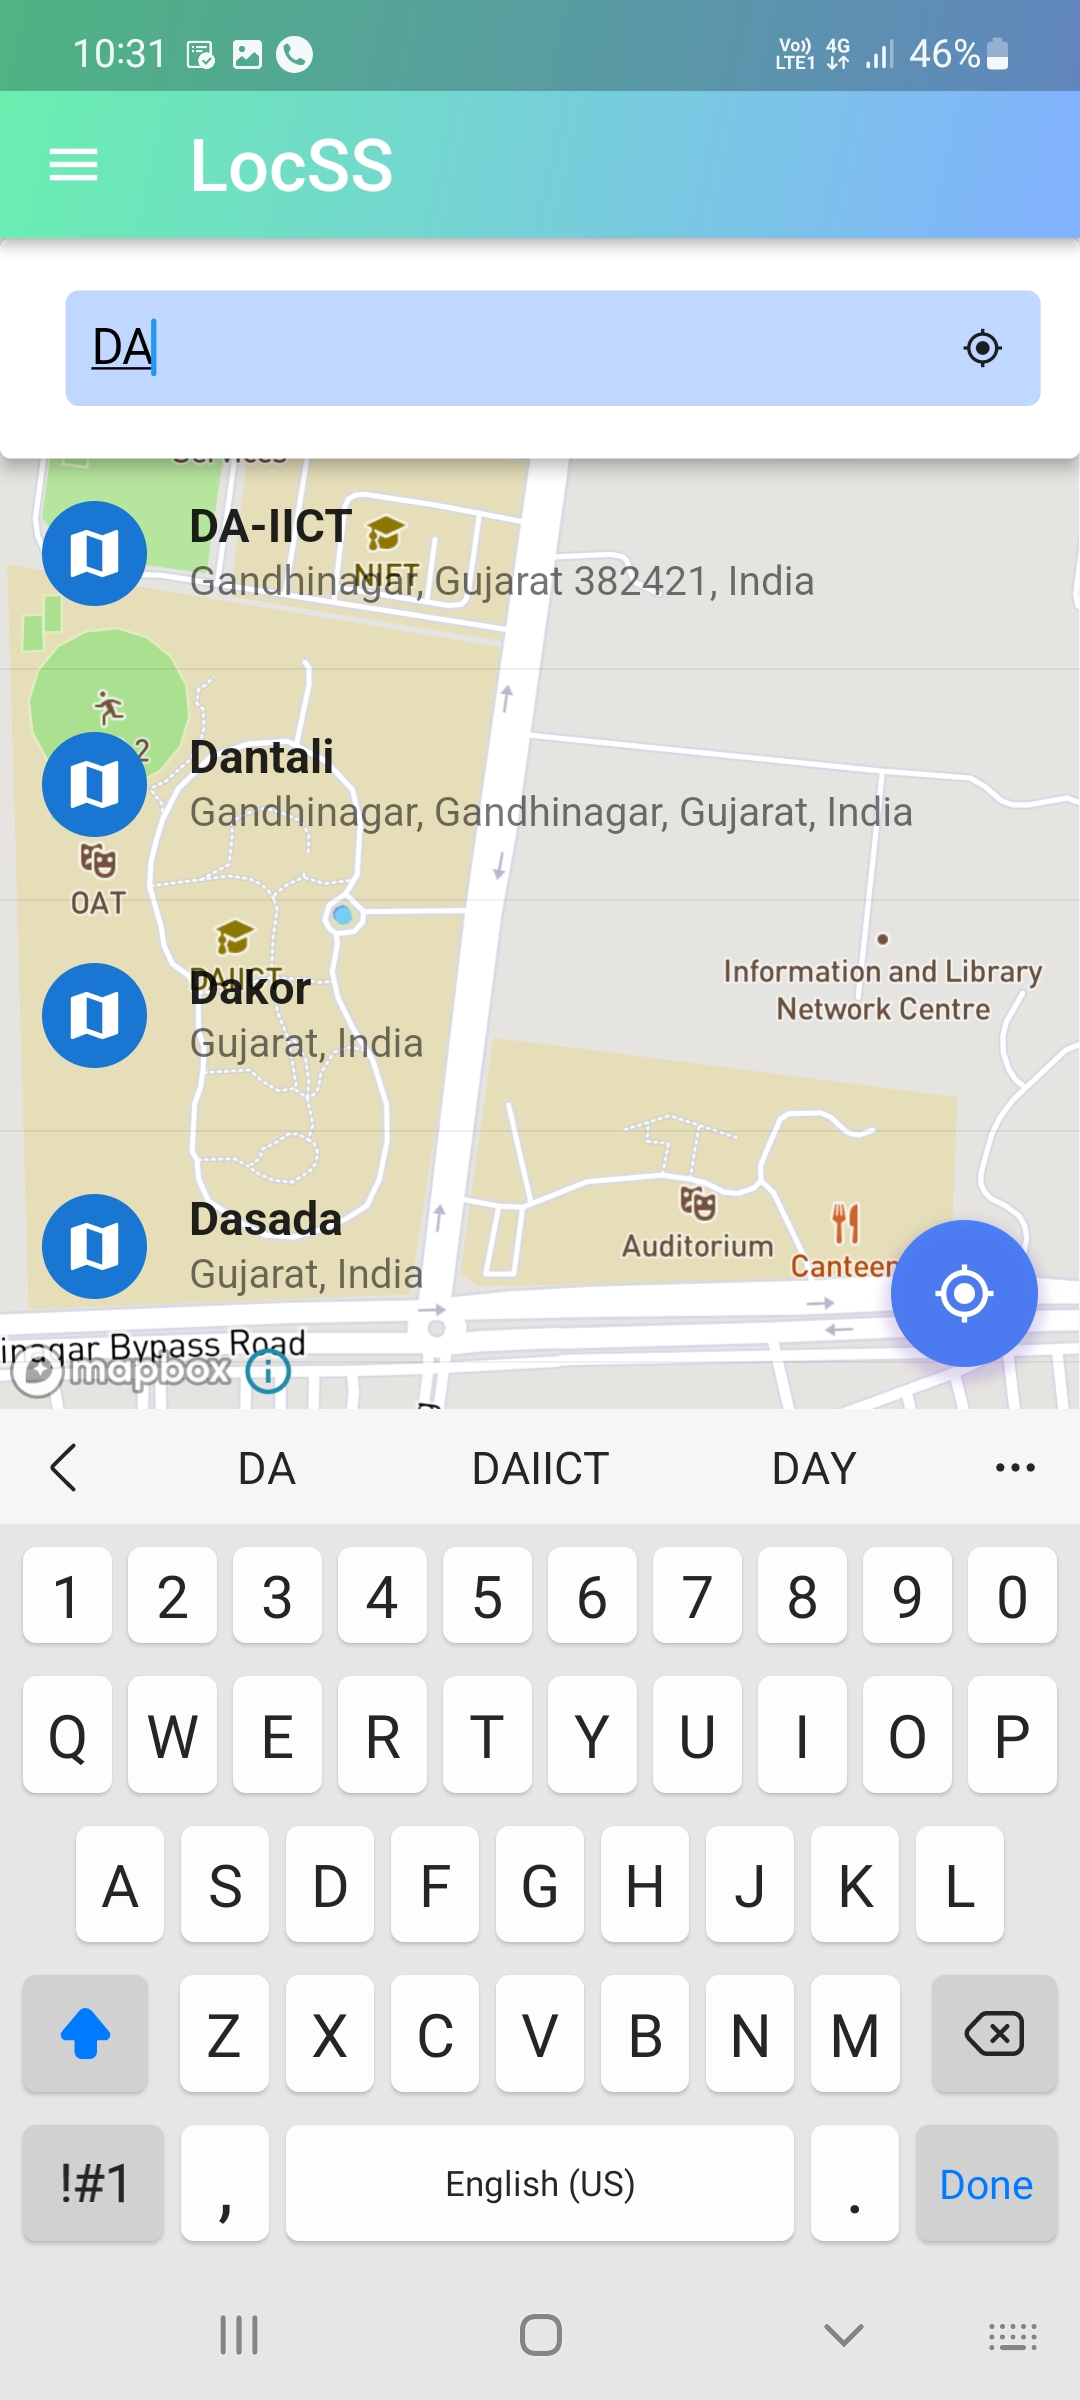 10:31 Vo)) LTE1 4G 46%
LocSS
DA
Services
DA-IICT
NIFT
Gandhinagar, Gujarat 382421, India
2
Dantali
Gandhinagar, Gandhinagar, Gujarat, India
OAT
DAIICT
Dakor
Gujarat, India
Information and Library
Network Centre
Dasada
Gujarat, India
Auditorium
Canteen
inagar Bypass Road
mapbox
DA DAIICT DAY
1 2 3 4 5 6 7 8 9 0
Q W E R T Y U I O P
A S D F G H J K L
Z X C V B N M
!#1 , English (US) . Done